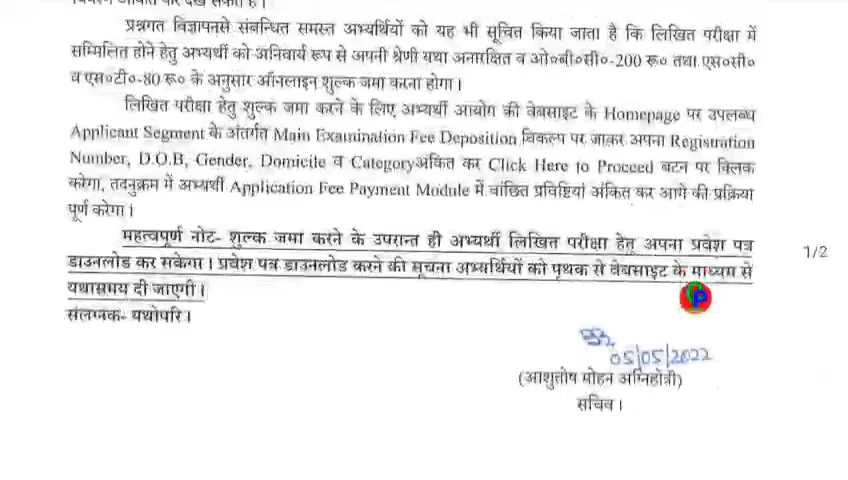 प्रश्नगत विज्ञापनसे संबन्धित समस्त अभ्यर्थियों को यह भी सूचित किया जाता है कि लिखित परीक्षा में
सम्मिलित होने हेतु अभ्यर्थी को अनिवार्य रूप से अपनी श्रेणी यथा अनारक्षित व ओ०बी०सी०-200 रू० तथा एस०सी०
व एस०टी०-80 रू० के अनुसार ऑनलाइन शुल्क जमा करना होगा।
लिखित परीक्षा हेतु शुल्क जमा करने के लिए अभ्यर्थी आयोग की वेबसाइट के Homepage पर उपलब्ध
Applicant Segment के अंतर्गत Main Examination Fee Deposition विकल्प पर जाकर अपना Registration
Number, D.O.B, Gender, Domicile व Categoryअंकित कर Click Here to Proceed बटन पर क्लिक
करेगा, तदनुक्रम में अभ्यर्थी Application Fee Payment Module में वांछित प्रविष्टियां अंकित कर आगे की प्रक्रिया
पूर्ण करेगा।
महत्वपूर्ण नोट- शुल्क जमा करने के उपरान्त ही अभ्यर्थी लिखित परीक्षा हेतु अपना प्रवेश पत्र
डाउनलोड कर सकेगा। प्रवेश पत्र डाउनलोड करने की सूचना अभ्यर्थियों को पृथक से वेबसाइट के माध्यम से
यथासमय दी जाएगी।
1/2
संलग्नक- यथोपरि।
05/05/2022
(आशुतोष मोहन अग्निहोत्री)
सचिव।